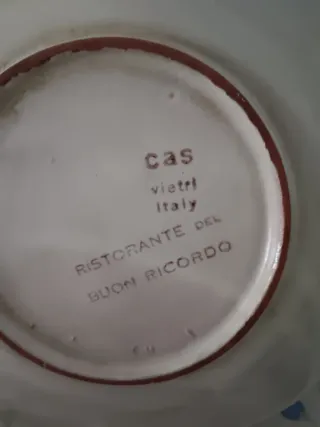 cas
vietri
Italy
RISTORANTE DEL
BUON RICORDO